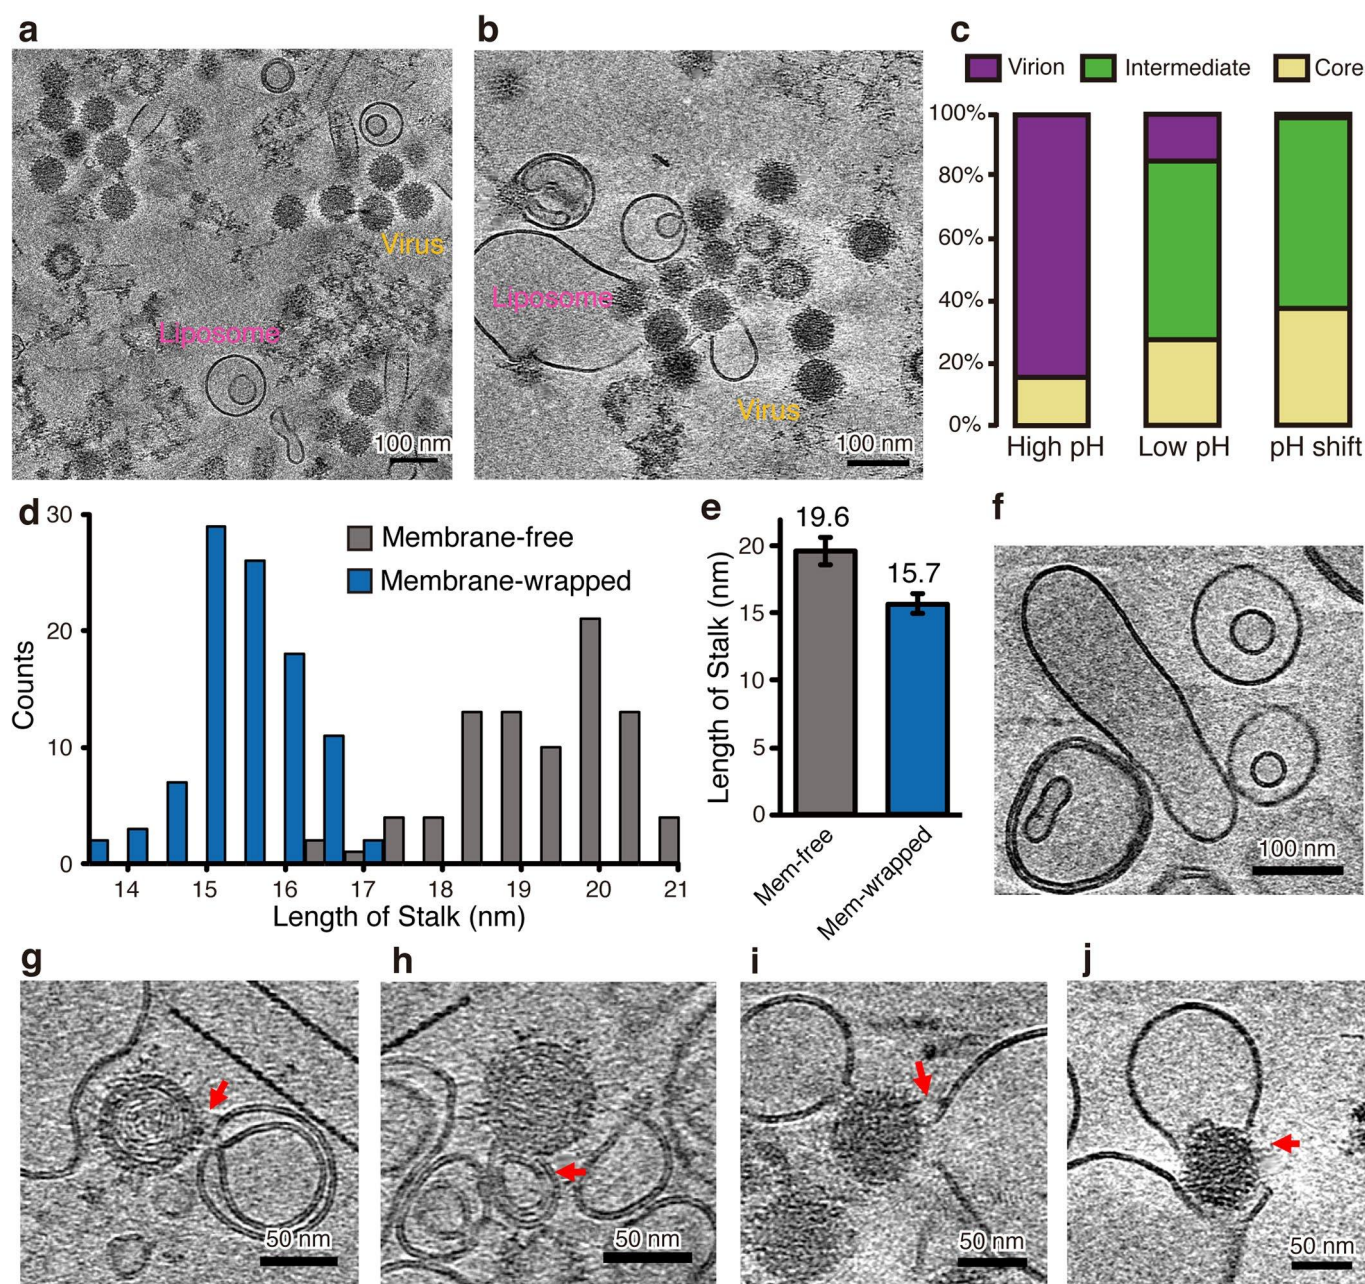 a
Liposome
Virus
100 nm
b
Liposome
Virus
100 nm
c
Virion
Intermediate
Core
100%
80%
60%
40%
20%
0%
High pH
Low pH
pH shift
d
30
20
10
0
Counts
Membrane-free
Membrane-wrapped
14 15 16 17 18 19 20 21
Length of Stalk (nm)
e
Length of Stalk (nm)
20
15
10
5
0
19.6
15.7
Mem-free
Mem-wrapped
f
100 nm
g
50 nm
h
50 nm
i
50 nm
j
50 nm